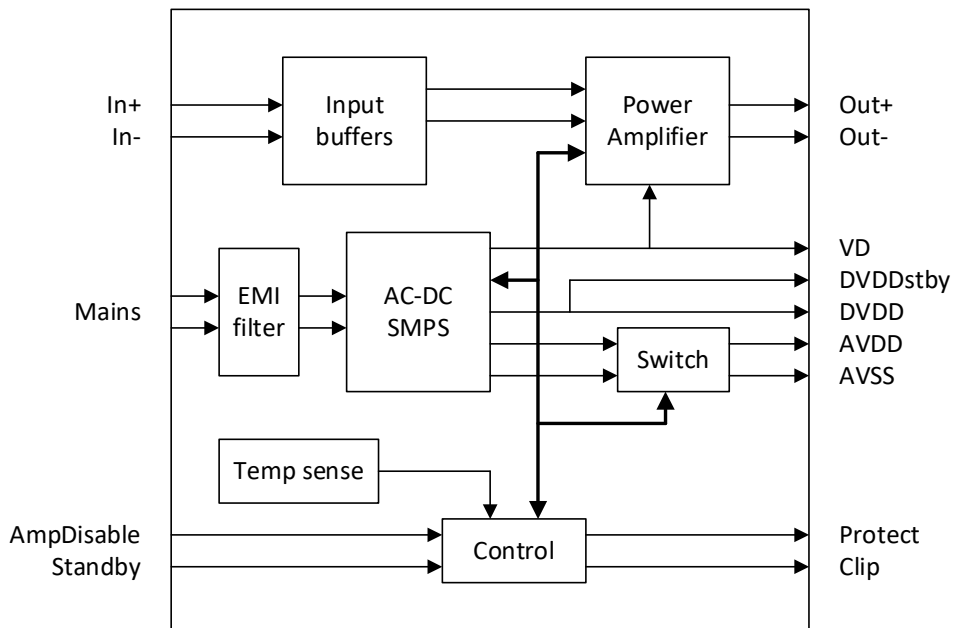 In+
In-
Input
buffers
Power
Amplifier
Out+
Out-
Mains
EMI
filter
AC-DC
SMPS
VD
DVDDstby
DVDD
AVDD
AVSS
Switch
Temp sense
AmpDisable
Standby
Control
Protect
Clip